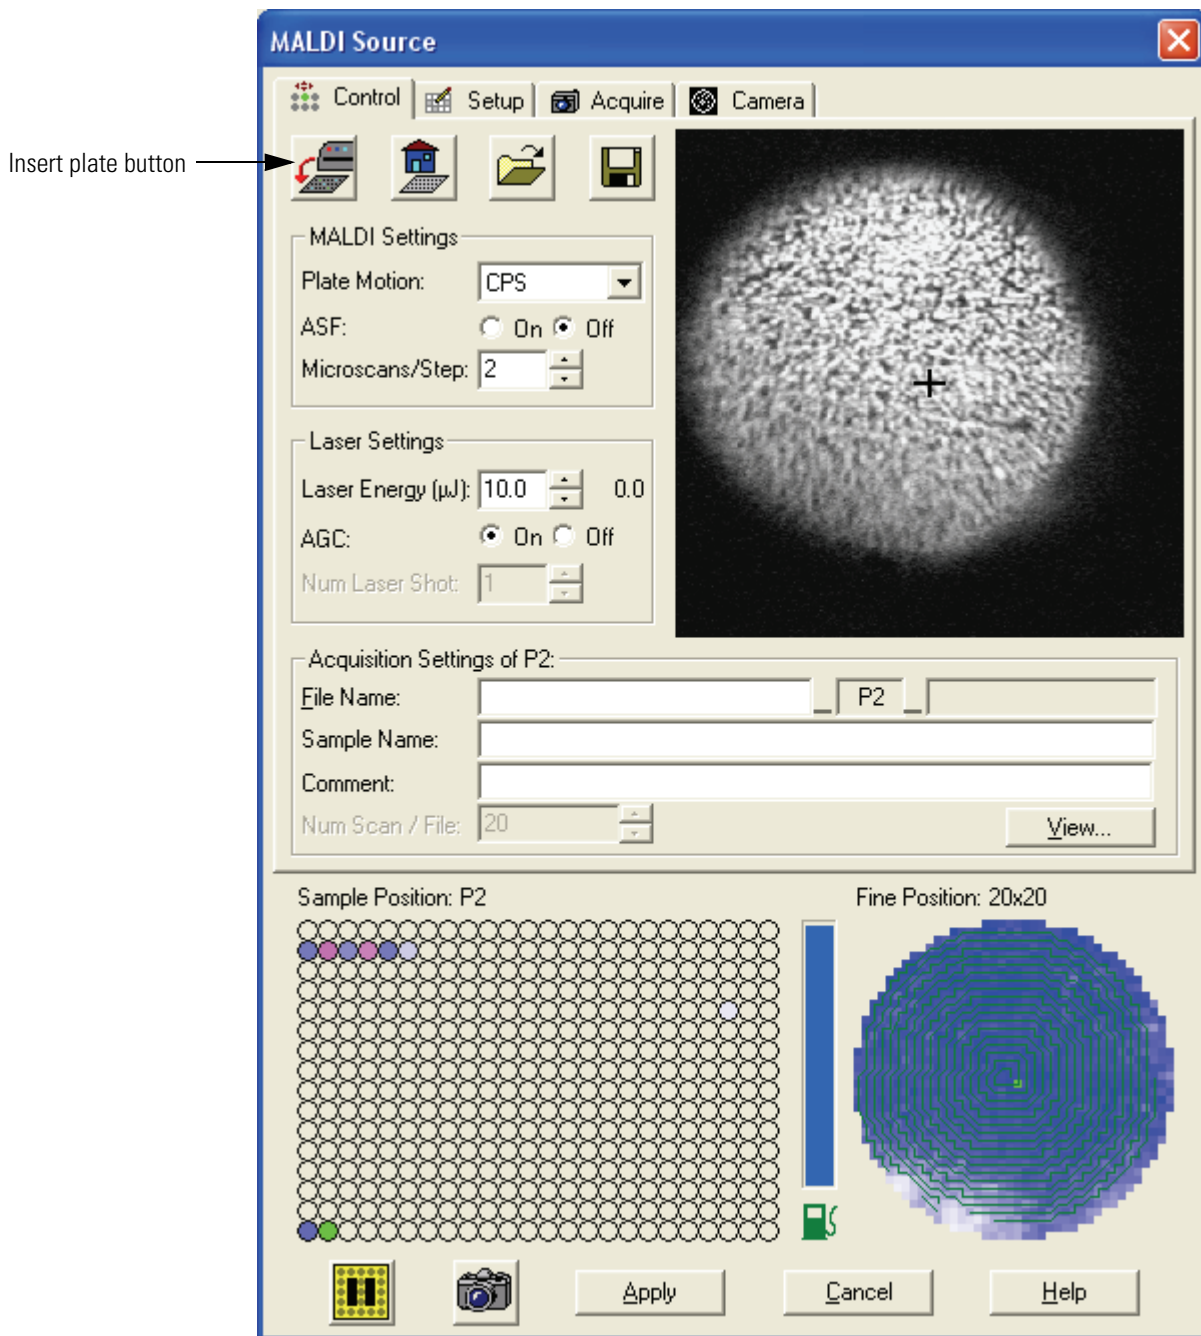 MALDI Source
Control Setup Acquire Camera
Insert plate button
MALDI Settings
Plate Motion: CPS
ASF: On Off
Microscans/Step: 2
Laser Settings
Laser Energy (µJ): 10.0 0.0
AGC: On Off
Num Laser Shot: 1
Acquisition Settings of P2:
File Name: _ P2 _
Sample Name:
Comment:
Num Scan / File: 20 View...
Sample Position: P2 Fine Position: 20x20
Apply Cancel Help